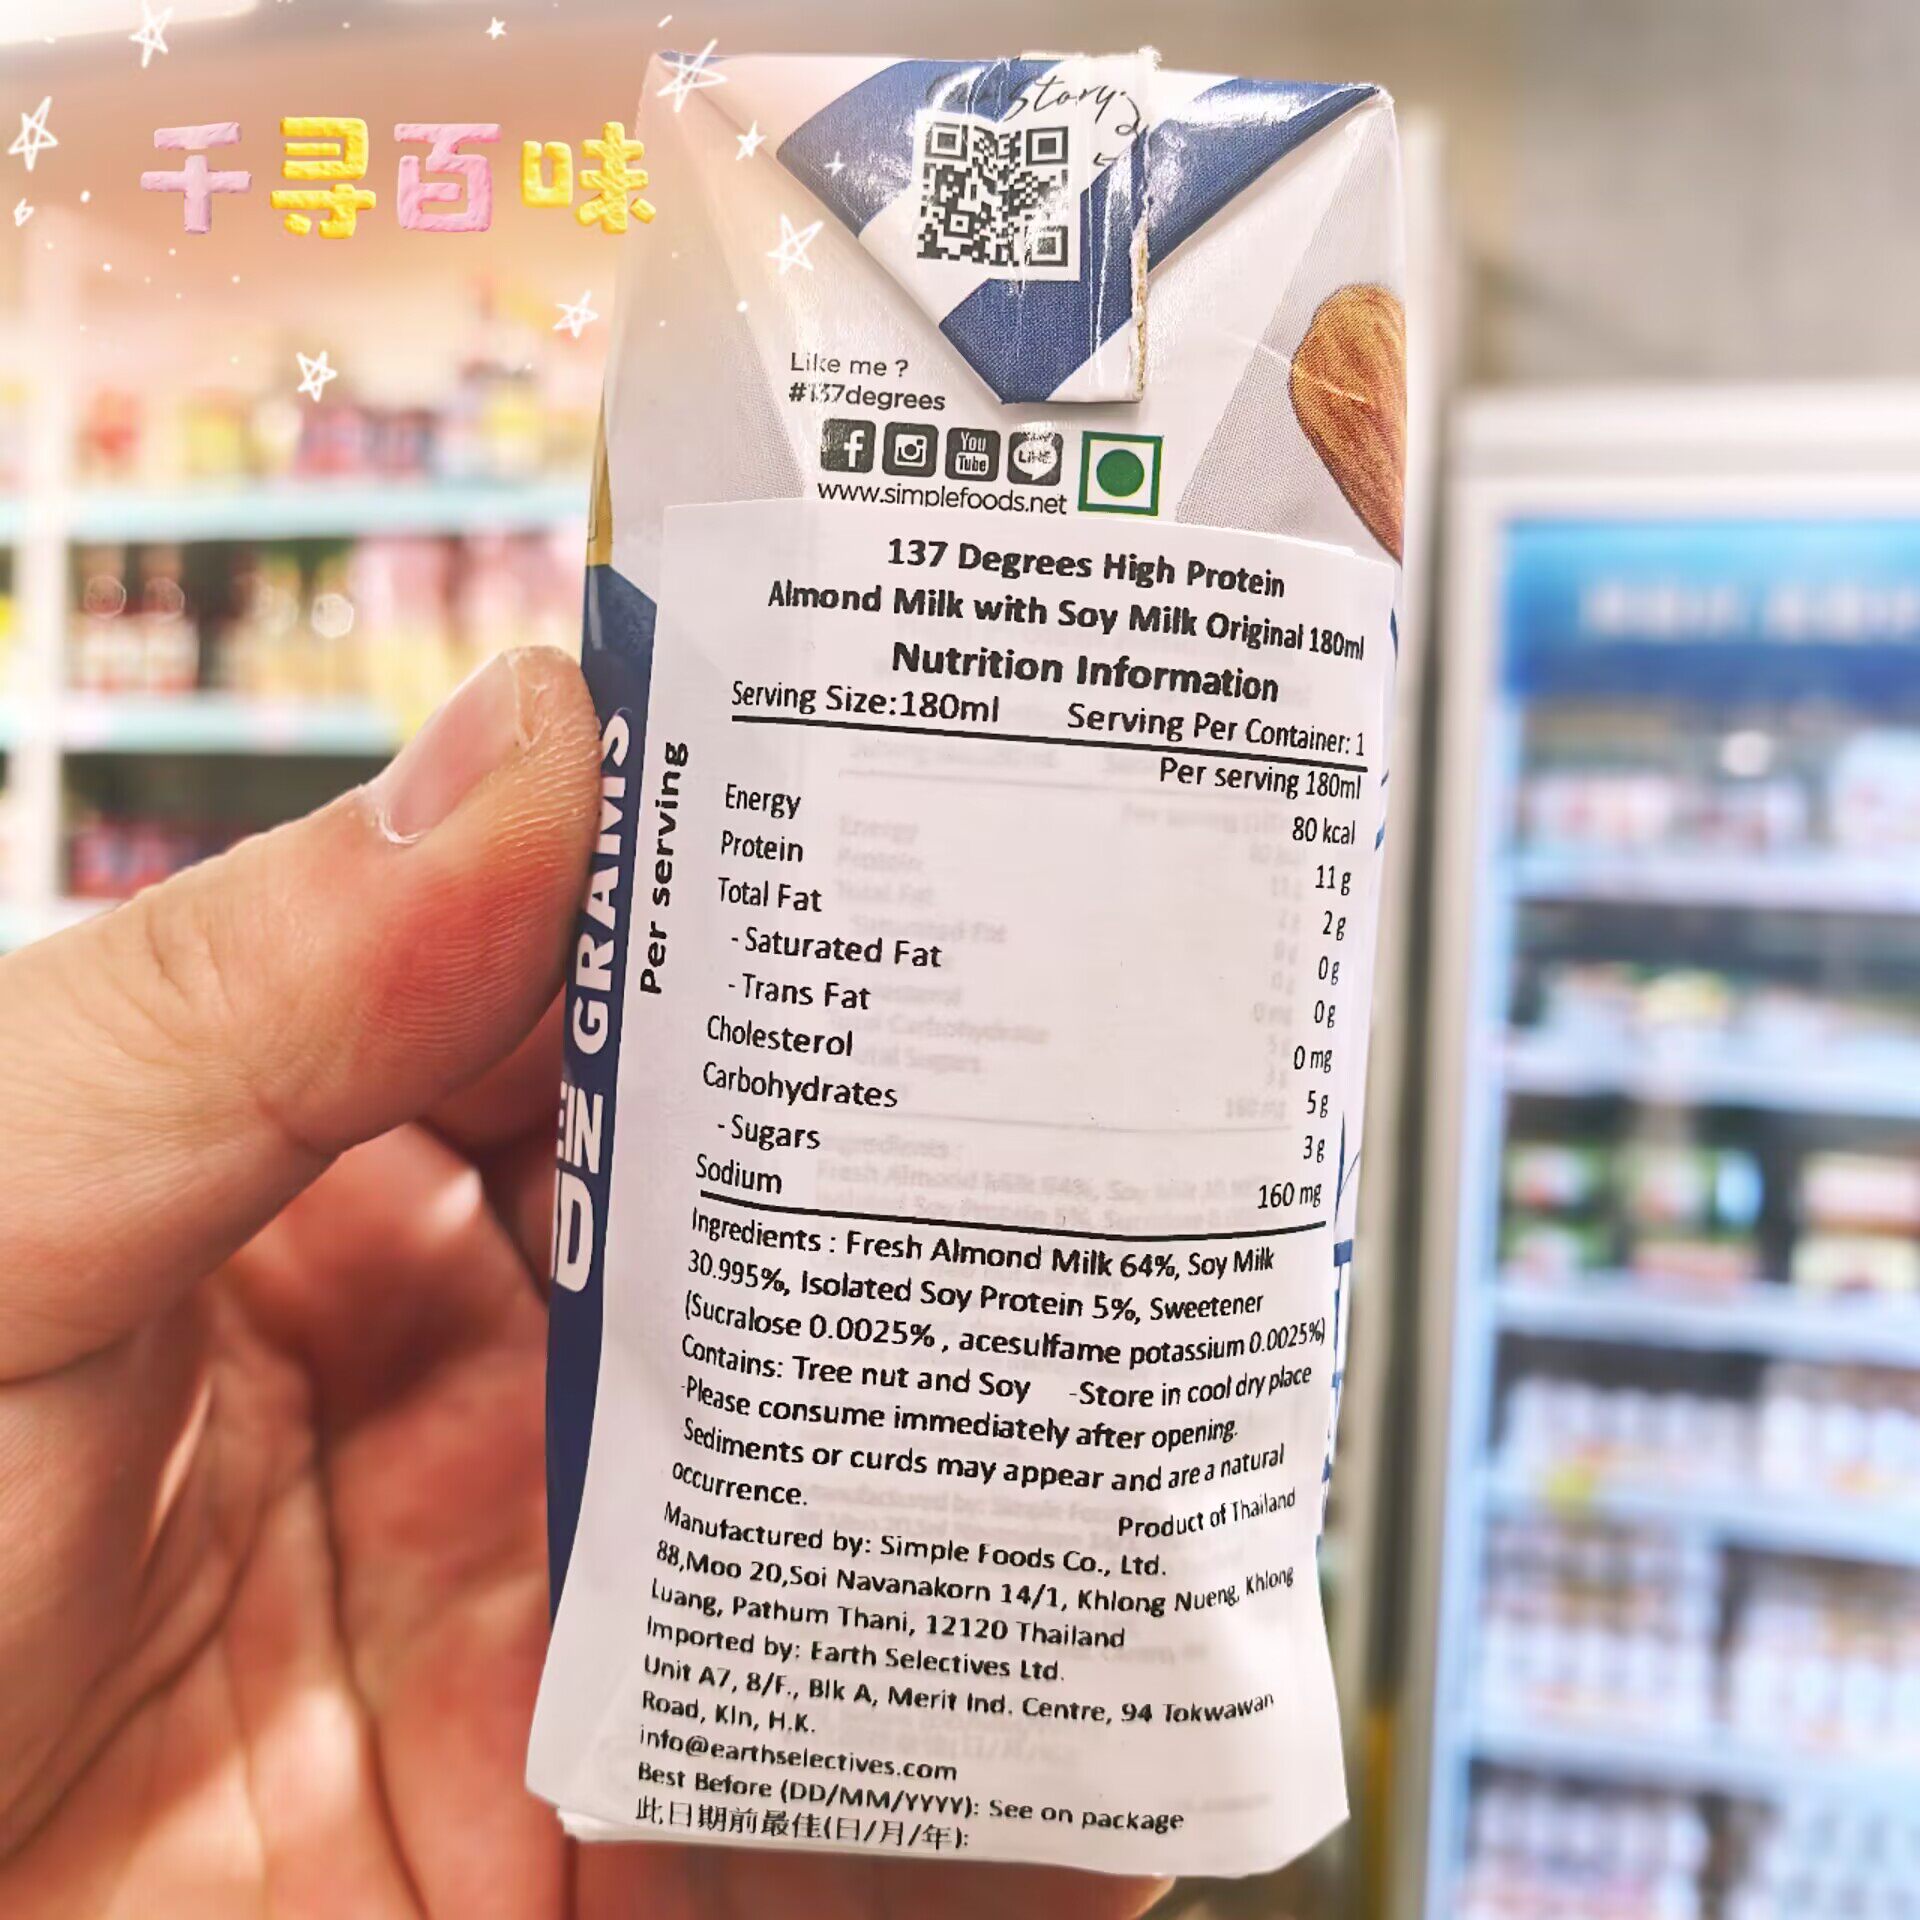 千寻百味
Our Story
Like me ?
#137degrees
You
Tube
LINE
www.simplefoods.net
137 Degrees High Protein
Almond Milk with Soy Milk Original 180ml
Nutrition Information
Serving Size:180ml Serving Per Container: 1
Per serving 180ml
Energy 80 kcal
Protein 11 g
Total Fat 2 g
- Saturated Fat 0 g
- Trans Fat 0 g
Cholesterol 0 mg
Carbohydrates 5 g
- Sugars 3 g
Sodium 160 mg
Ingredients : Fresh Almond Milk 64%, Soy Milk
30.995%, Isolated Soy Protein 5%, Sweetener
(Sucralose 0.0025% , acesulfame potassium 0.0025%)
Contains: Tree nut and Soy -Store in cool dry place
-Please consume immediately after opening.
Sediments or curds may appear and are a natural
occurrence.
Product of Thailand
Manufactured by: Simple Foods Co., Ltd.
88,Moo 20,Soi Navanakorn 14/1, Khlong Nueng, Khlong
Luang, Pathum Thani, 12120 Thailand
Imported by: Earth Selectives Ltd.
Unit A7, 8/F., Blk A, Merit Ind. Centre, 94 Tokwawan
Road, Kln, H.K.
info@earthselectives.com
Best Before (DD/MM/YYYY): See on package
此日期前最佳(日/月/年):
Per serving
GRAMS